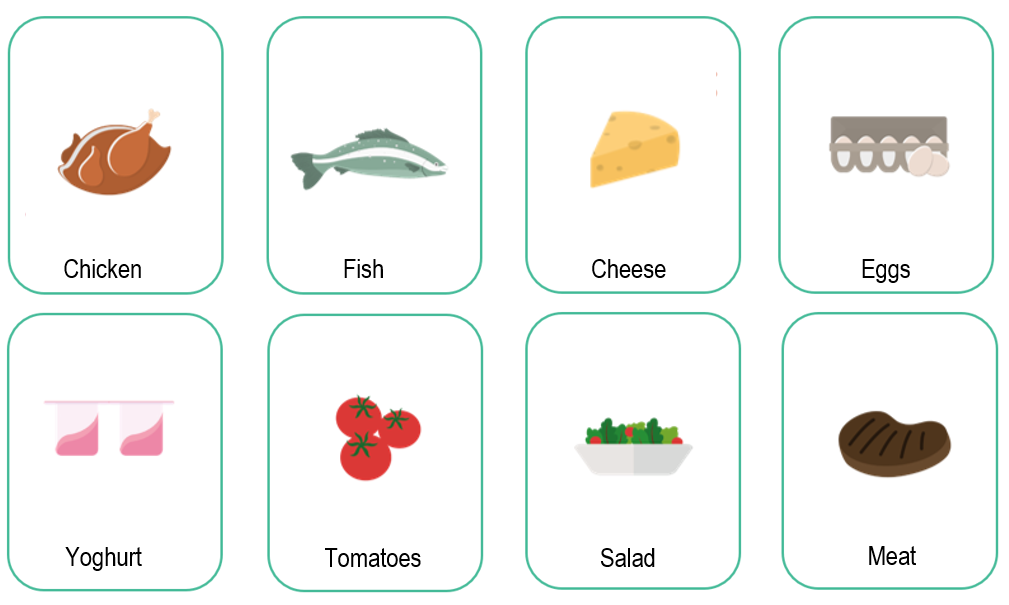 Chicken
Fish
Cheese
Eggs
Yoghurt
Tomatoes
Salad
Meat